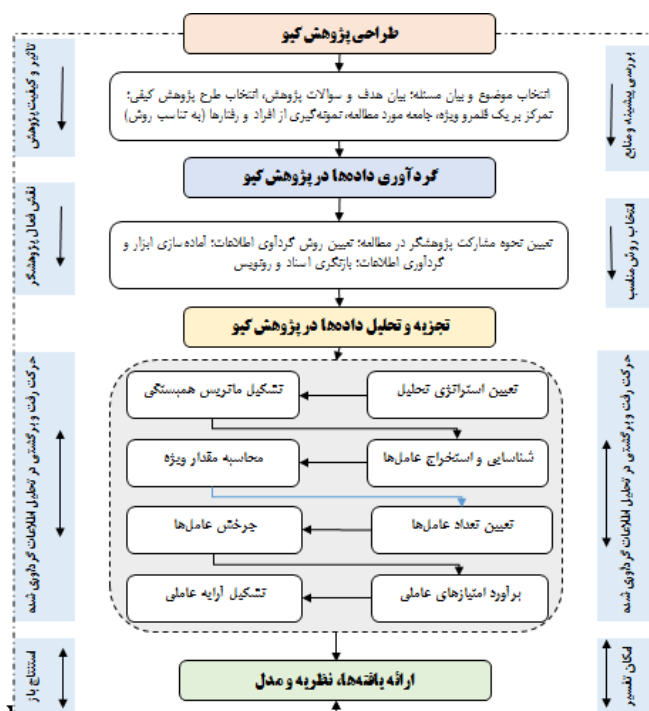 طراحی پژوهش کیو
بررسی پیشینه و منابع
تاثیر و کیفیت پژوهش
انتخاب موضوع و بیان مسئله؛ بیان هدف و سوالات پژوهش، انتخاب طرح پژوهش کیفی؛
تمرکز بر یک قلمرو ویژه، جامعه مورد مطالعه، نمونه‌گیری از افراد و رفتارها (به تناسب روش)
گردآوری داده‌ها در پژوهش کیو
انتخاب روش مناسب
نقش فعال پژوهشگر
تعیین نحوه مشارکت پژوهشگر در مطالعه؛ تعیین روش گردآوی اطلاعات؛ آماده‌سازی ابزار و
گردآوری اطلاعات؛ بازنگری اسناد و رونویس
تجزیه و تحلیل داده‌ها در پژوهش کیو
حرکت رفت و برگشتی در تحلیل اطلاعات گردآوری شده
حرکت رفت و برگشتی در تحلیل اطلاعات گردآوری شده
تعیین استراتژی تحلیل
تشکیل ماتریس همبستگی
شناسایی و استخراج عامل‌ها
محاسبه مقدار ویژه
تعیین تعداد عامل‌ها
چرخش عامل‌ها
برآورد امتیازهای عاملی
تشکیل آرایه عاملی
ارائه یافته‌ها، نظریه و مدل
امکان تفسیر
استنتاج باز